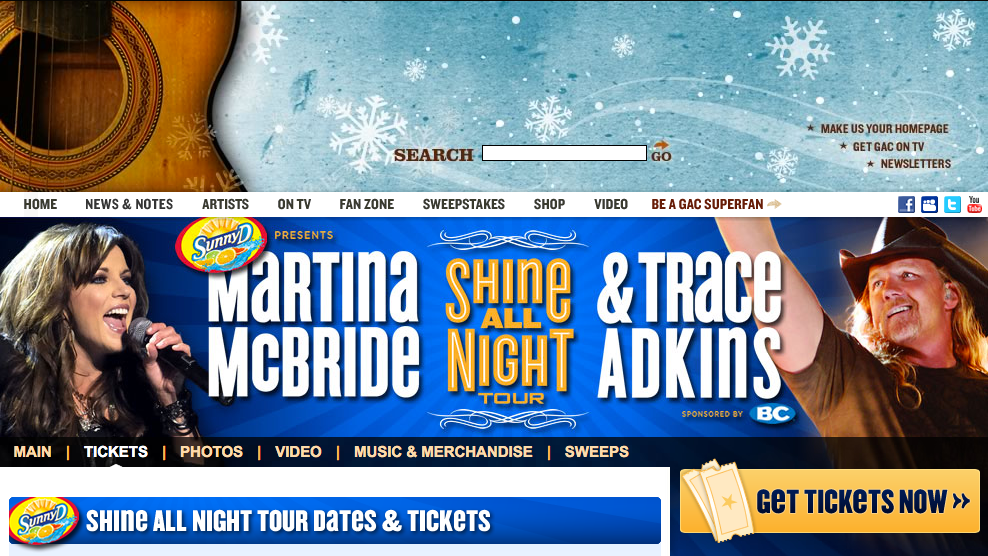 ★ MAKE US YOUR HOMEPAGE
SEARCH GO
★ GET GAC ON TV
★ NEWSLETTERS
HOME NEWS & NOTES ARTISTS ON TV FAN ZONE SWEEPSTAKES SHOP VIDEO BE A GAC SUPERFAN
f t You Tube
SUNNYD PRESENTS
MARTINA MCBRIDE
SHINE ALL NIGHT TOUR
& TRACE ADKINS
SPONSORED BY BC
MAIN | TICKETS | PHOTOS | VIDEO | MUSIC & MERCHANDISE | SWEEPS
SUNNYD SHINE ALL NIGHT TOUR DATES & TICKETS
GET TICKETS NOW >>